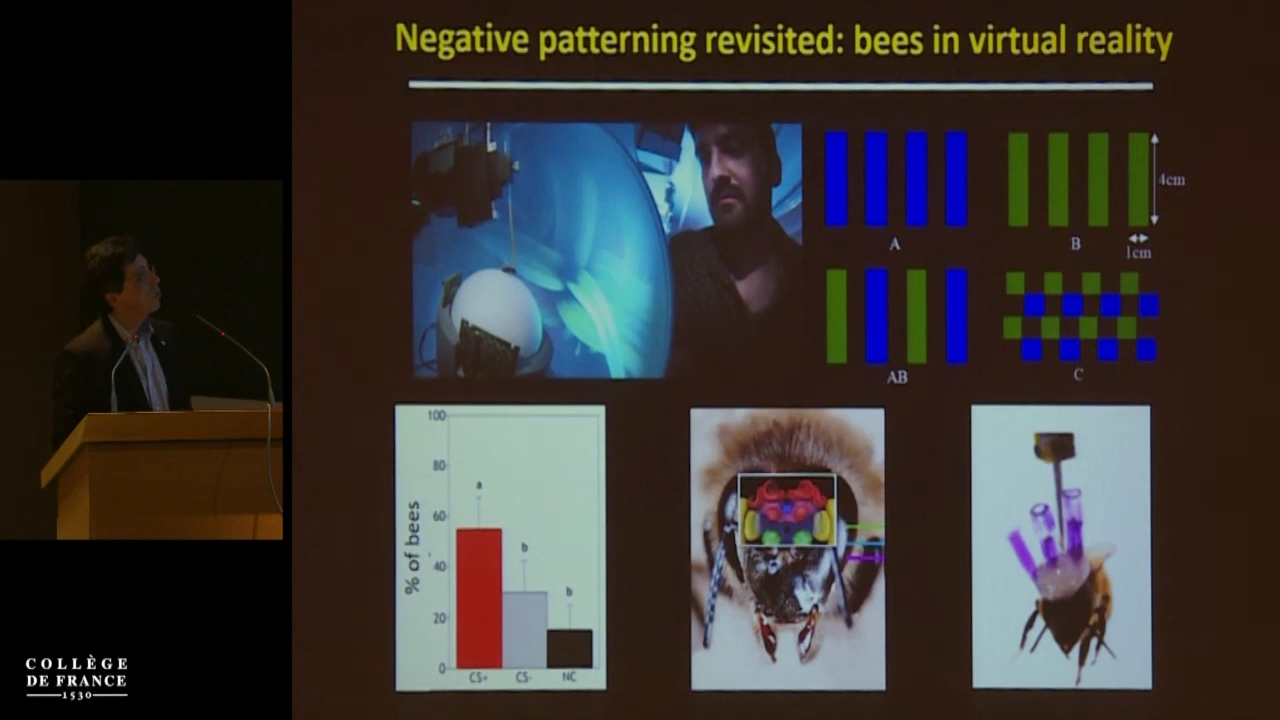 Negative patterning revisited: bees in virtual reality
A
B
4cm
1cm
AB
C
% of bees
100
80
60
40
20
0
a
b
b
CS+
CS-
NC
COLLÈGE
DE FRANCE
1530